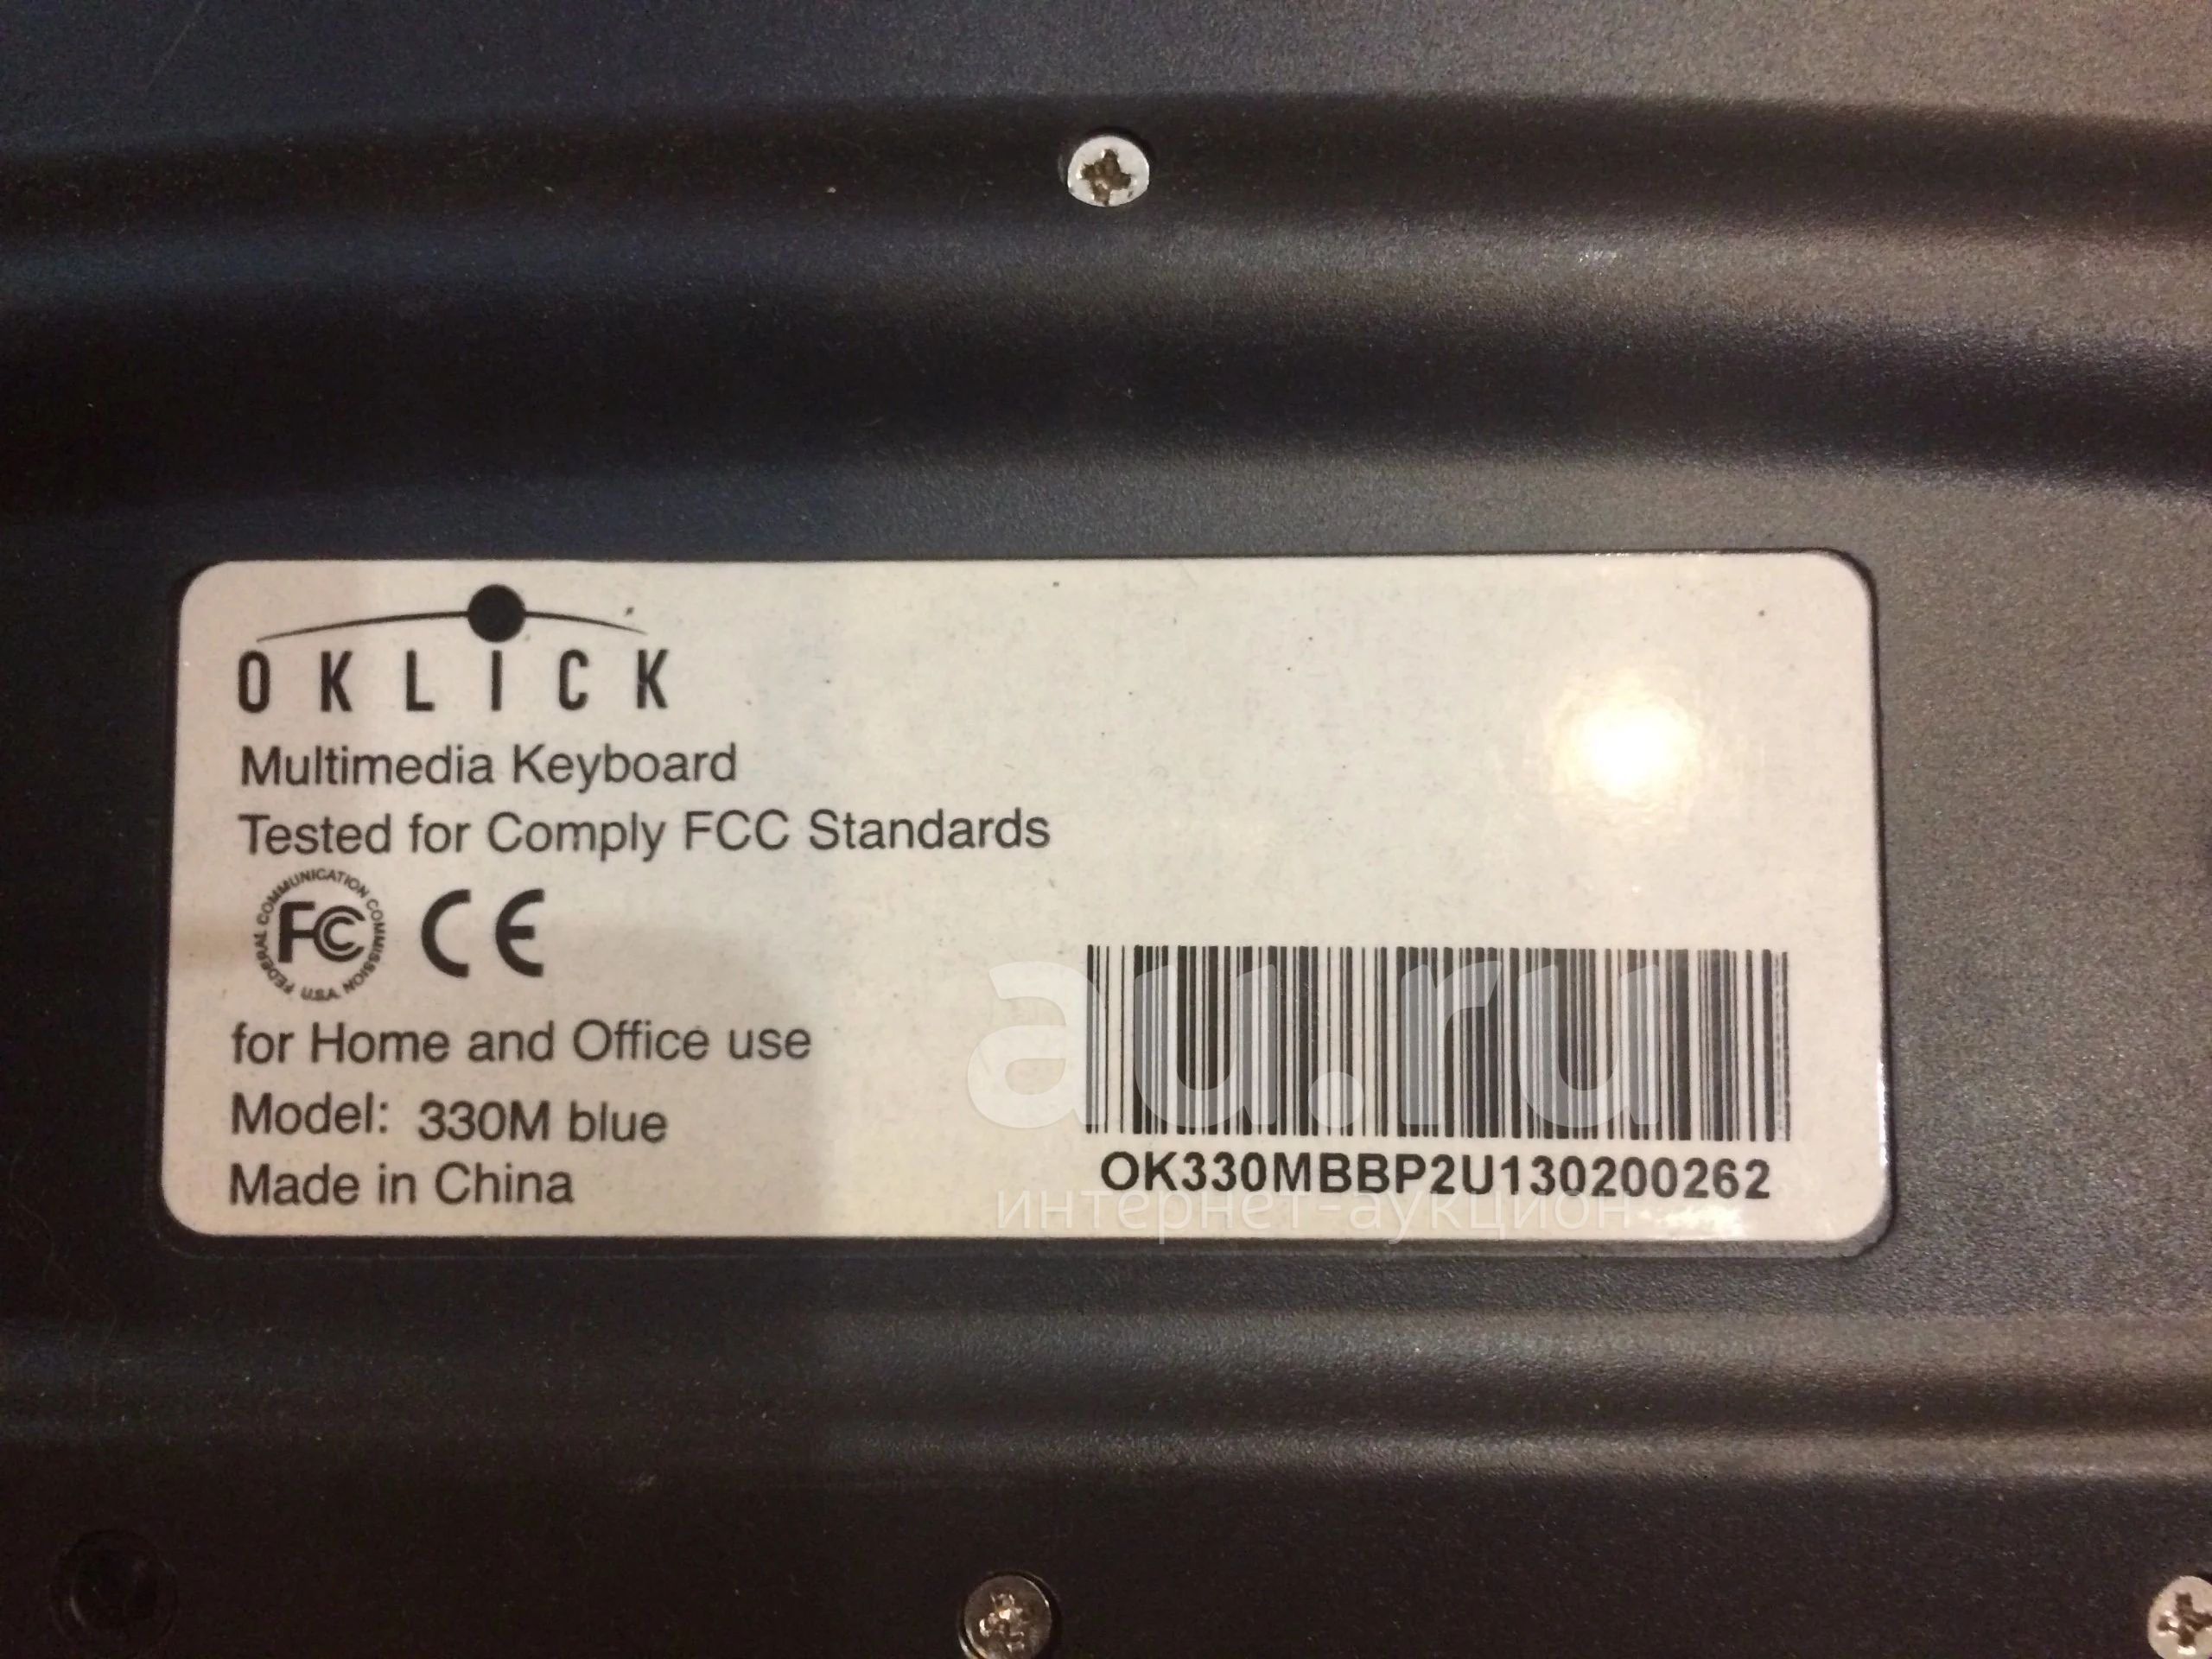 OKLICK
Multimedia Keyboard
Tested for Comply FCC Standards
FEDERAL COMMUNICATION COMMISSION U.S.A.
FCC
CE
for Home and Office use
Model: 330M blue
Made in China
au.ru
OK330MBBP2U130200262
интернет-аукцион